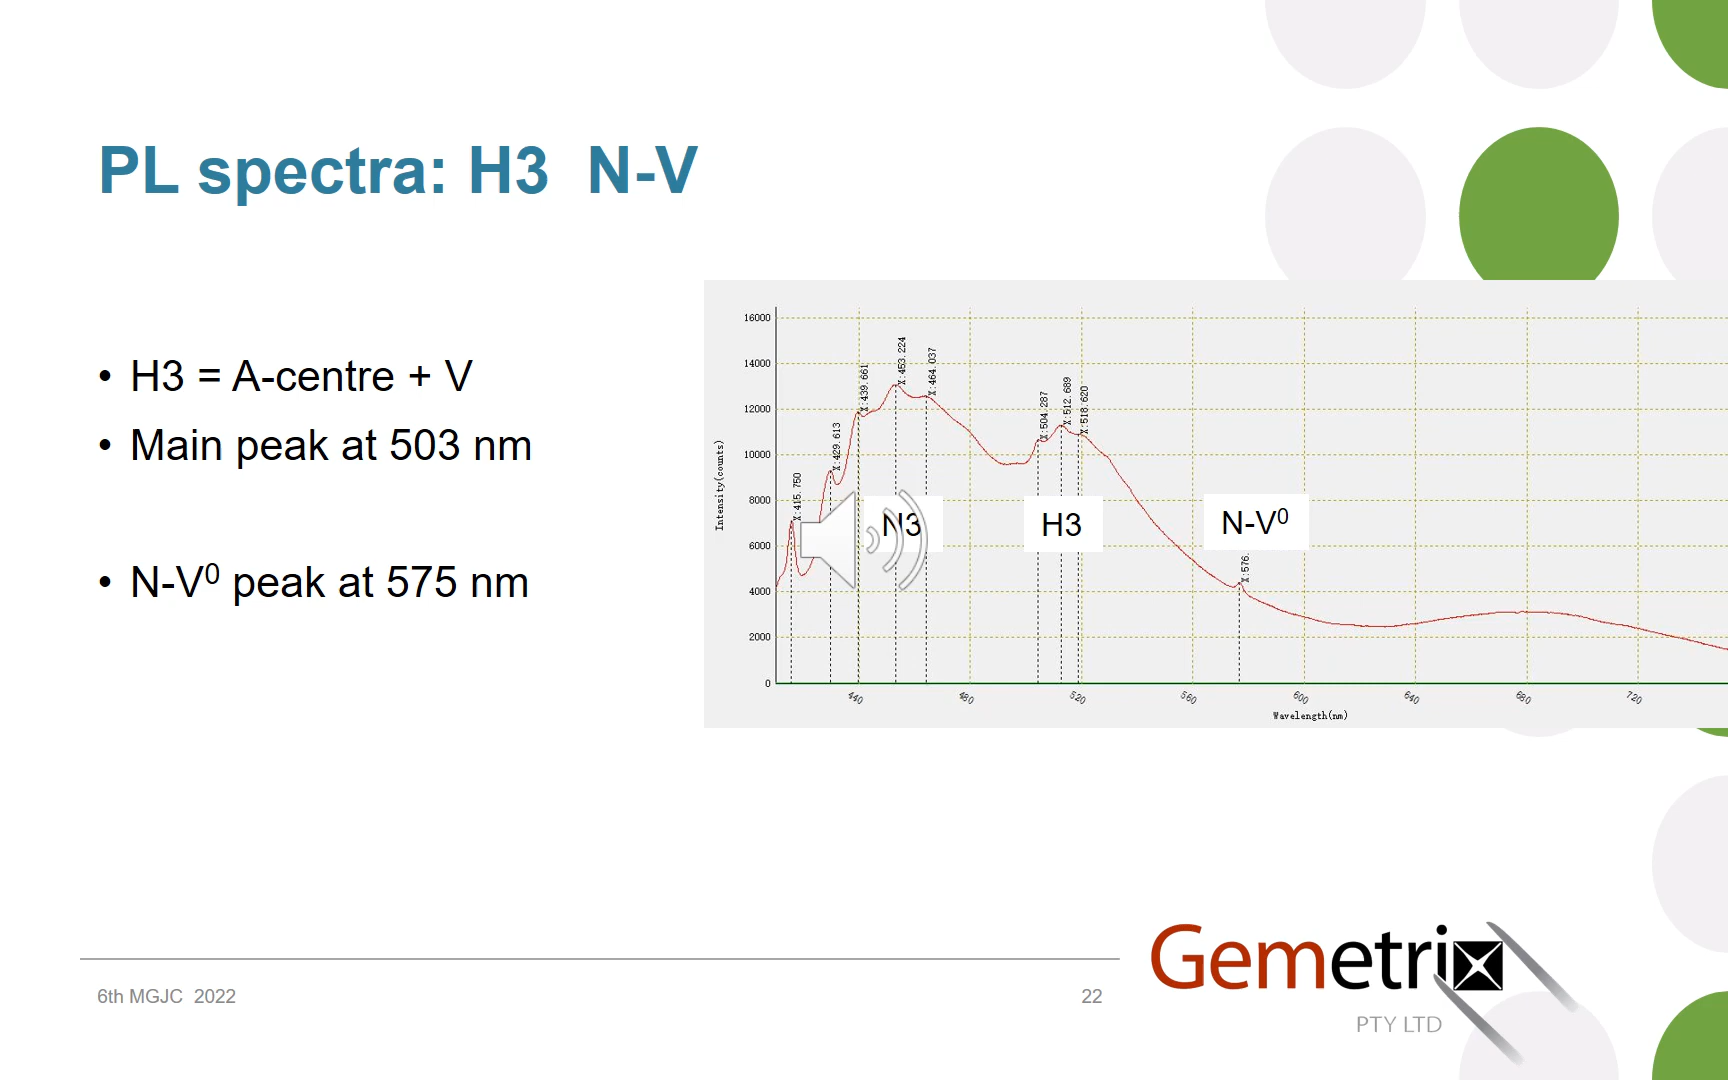 PL spectra: H3 N-V
• H3 = A-centre + V
• Main peak at 503 nm
• N-V⁰ peak at 575 nm
16000
14000
12000
10000
8000
6000
4000
2000
0
Intensity(counts)
X:415.750
X:429.613
X:439.661
X:453.224
X:464.037
X:504.287
X:512.689
X:518.620
X:576.
N3
H3
N-V⁰
440
480
520
560
600
640
680
720
Wavelength(nm)
6th MGJC 2022
22
Gemetrix
PTY LTD